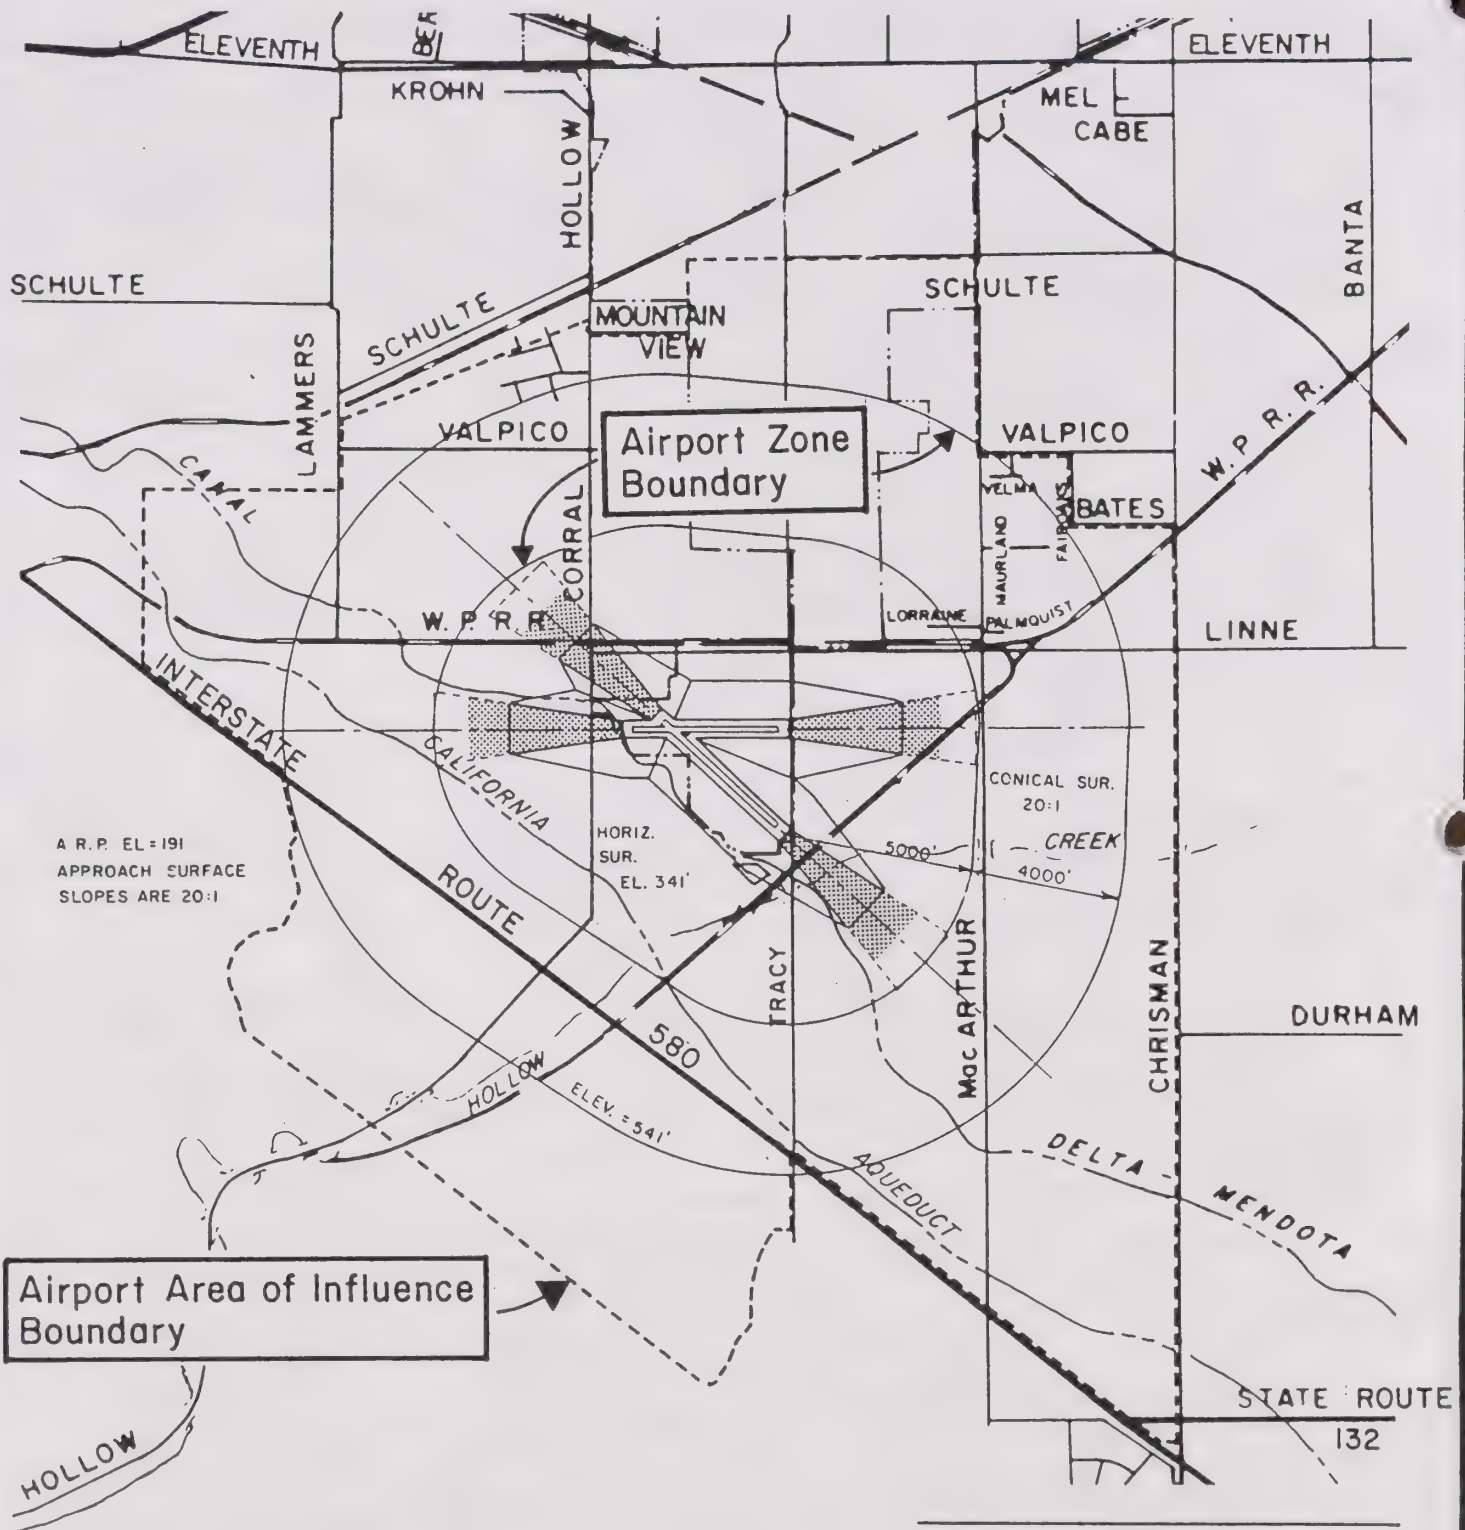 ELEVENTH
ELEVENTH
KROHN
MEL
CABE
HOLLOW
BANTA
SCHULTE
SCHULTE
SCHULTE
MOUNTAIN
VIEW
LAMMERS
W. P. R. R.
VALPICO
Airport Zone
Boundary
VALPICO
CANAL
CORRAL
VELMA
FAIROAKS
BATES
MAURLAND
W. P. R R
LORRAINE
PALMQUIST
LINNE
INTERSTATE
CALIFORNIA
CONICAL SUR.
20:1
A R.P. EL=191
APPROACH SURFACE
SLOPES ARE 20:1
HORIZ.
SUR.
EL. 341'
5000'
CREEK
4000'
ROUTE
TRACY
Mac ARTHUR
CHRISMAN
DURHAM
580
HOLLOW
ELEV. = 541'
DELTA
MENDOTA
AQUEDUCT
Airport Area of Influence
Boundary
STATE ROUTE
132
HOLLOW